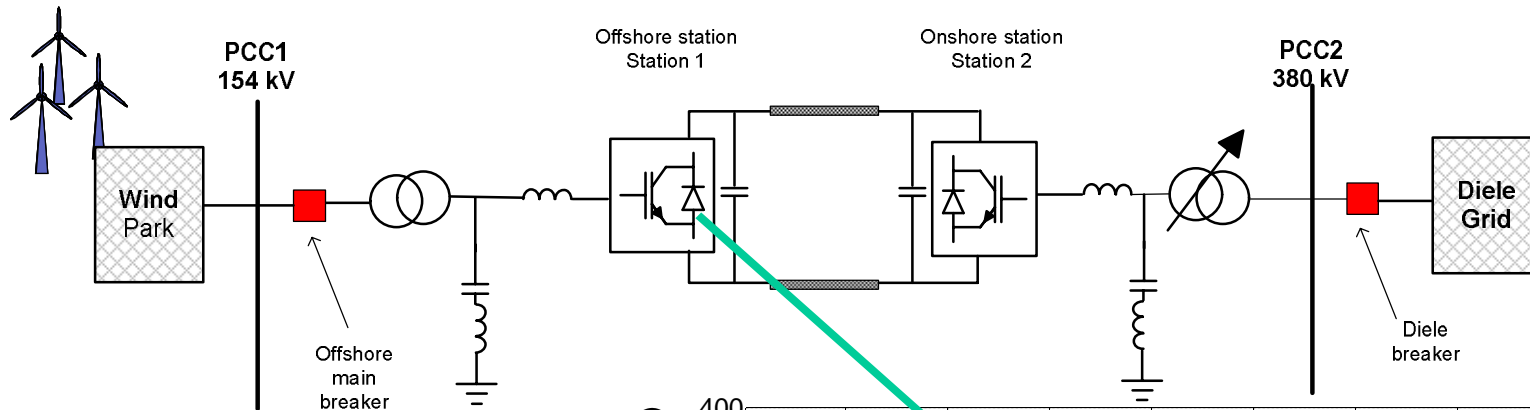 PCC1
154 kV
Offshore station
Station 1
Onshore station
Station 2
PCC2
380 kV
Wind
Park
Diele
Grid
Offshore
main
breaker
Diele
breaker
400